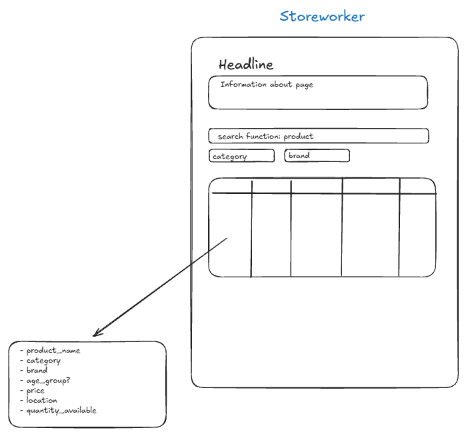 Storeworker
Headline
Information about page
search function: product
category
brand
- product_name
- category
- brand
- age_group?
- price
- location
- quantity_available